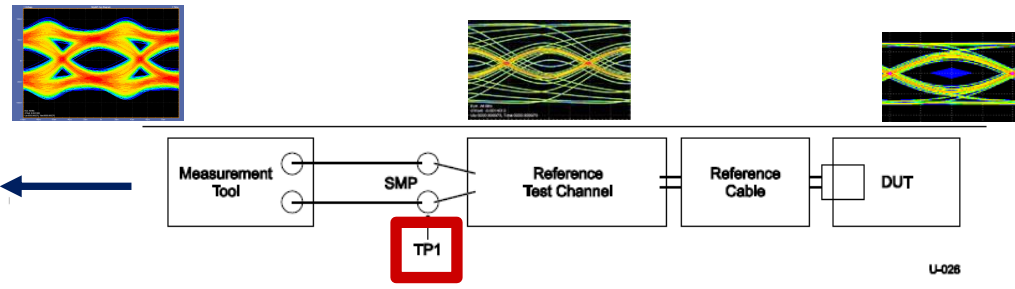 Measurement
Tool
SMP
Reference
Test Channel
Reference
Cable
DUT
TP1
U-026